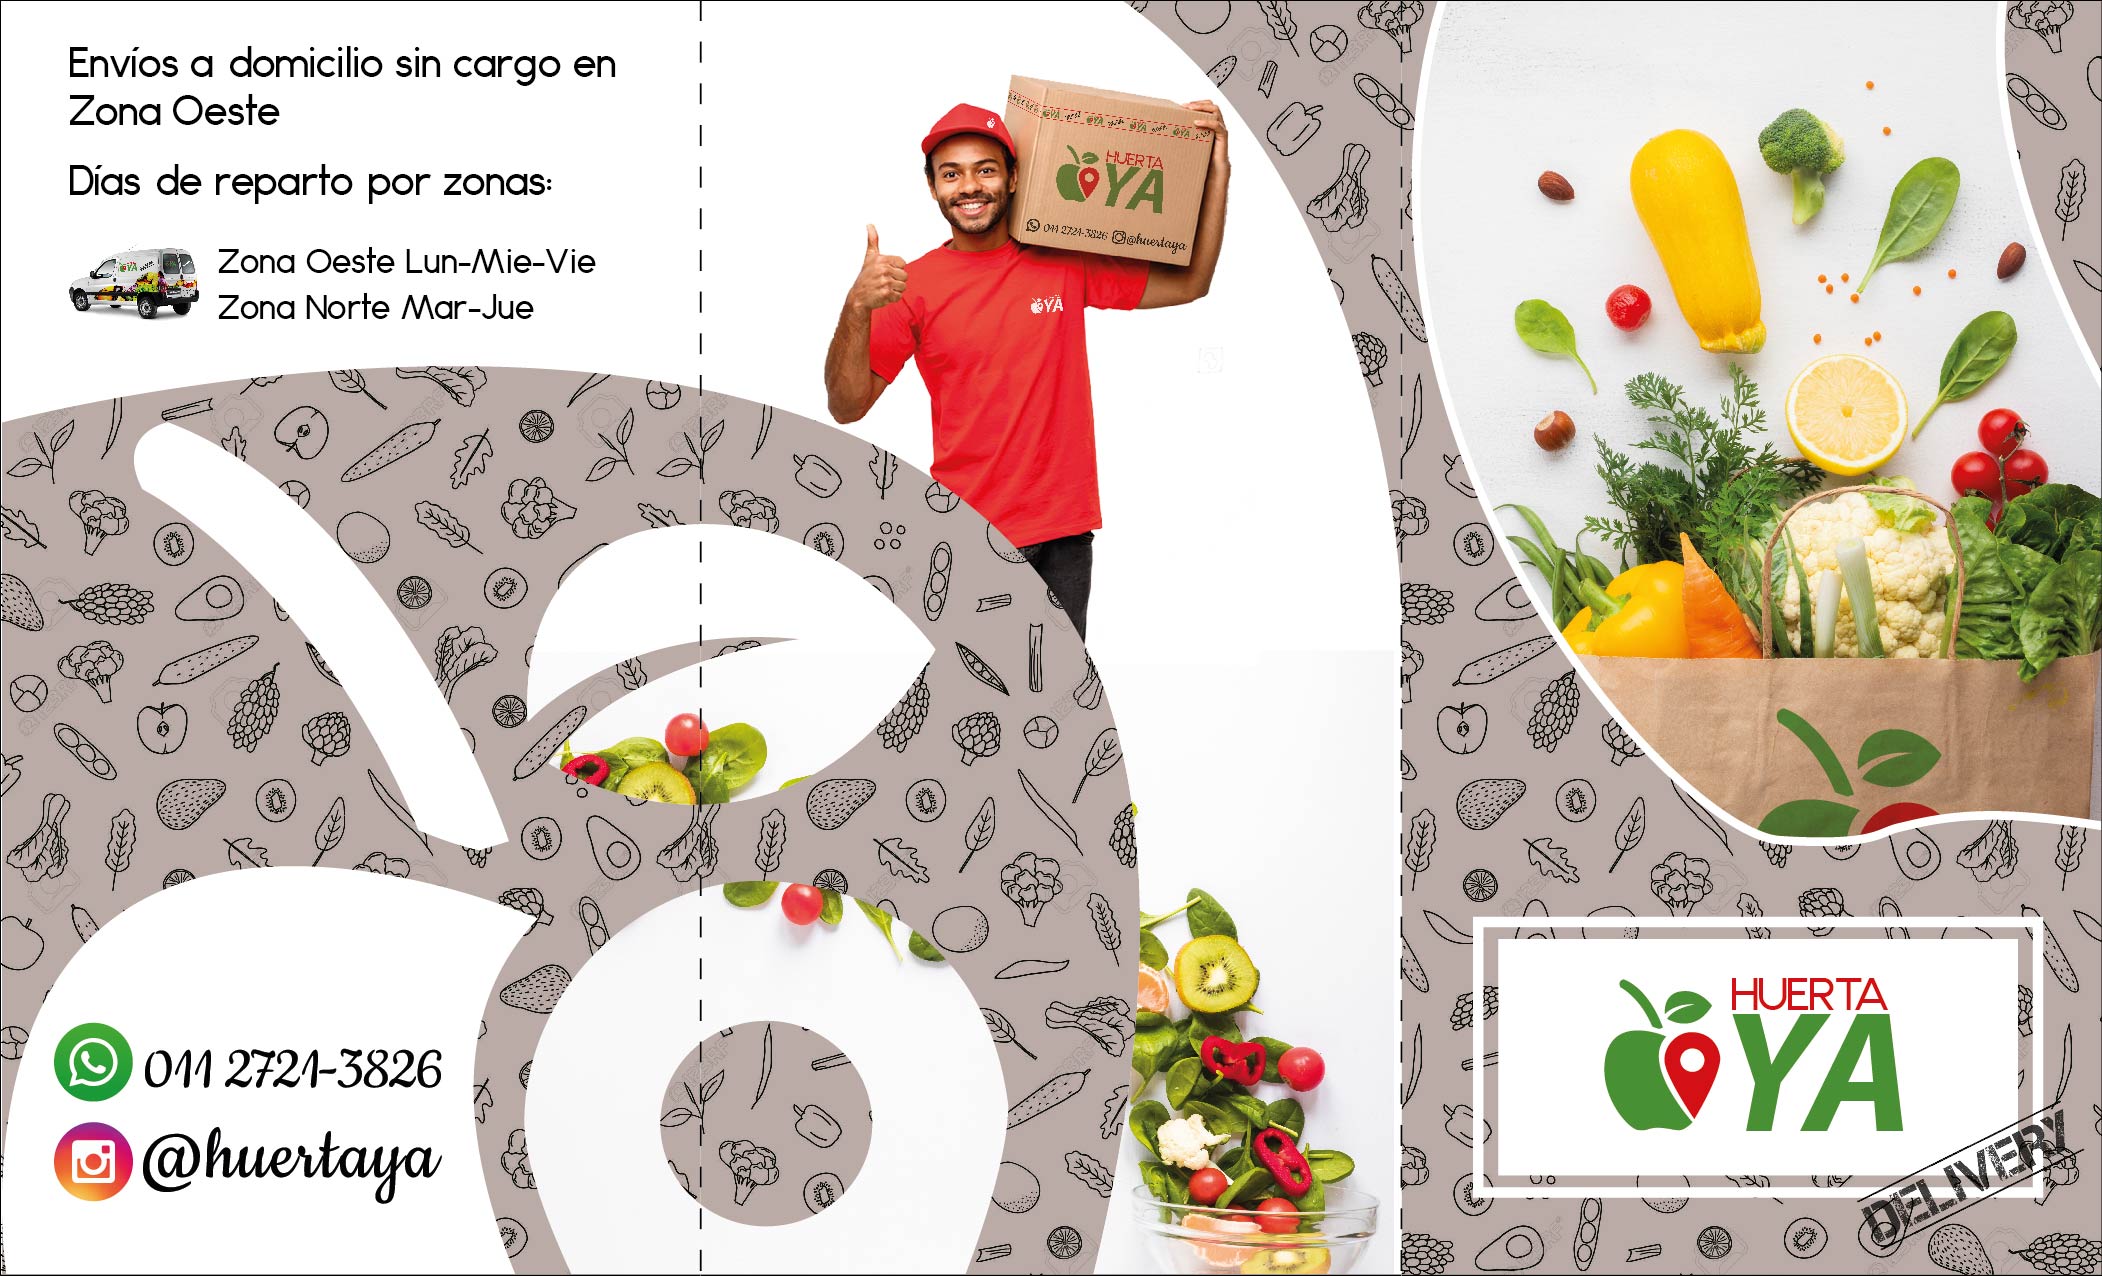 Envíos a domicilio sin cargo en
Zona Oeste
Días de reparto por zonas:
YA
Zona Oeste Lun-Mie-Vie
Zona Norte Mar-Jue
011 2721-3826
@huertaya
HUERTA
YA
011 2721-3826 @huertaya
YA
HUERTA
YA
DELIVERY